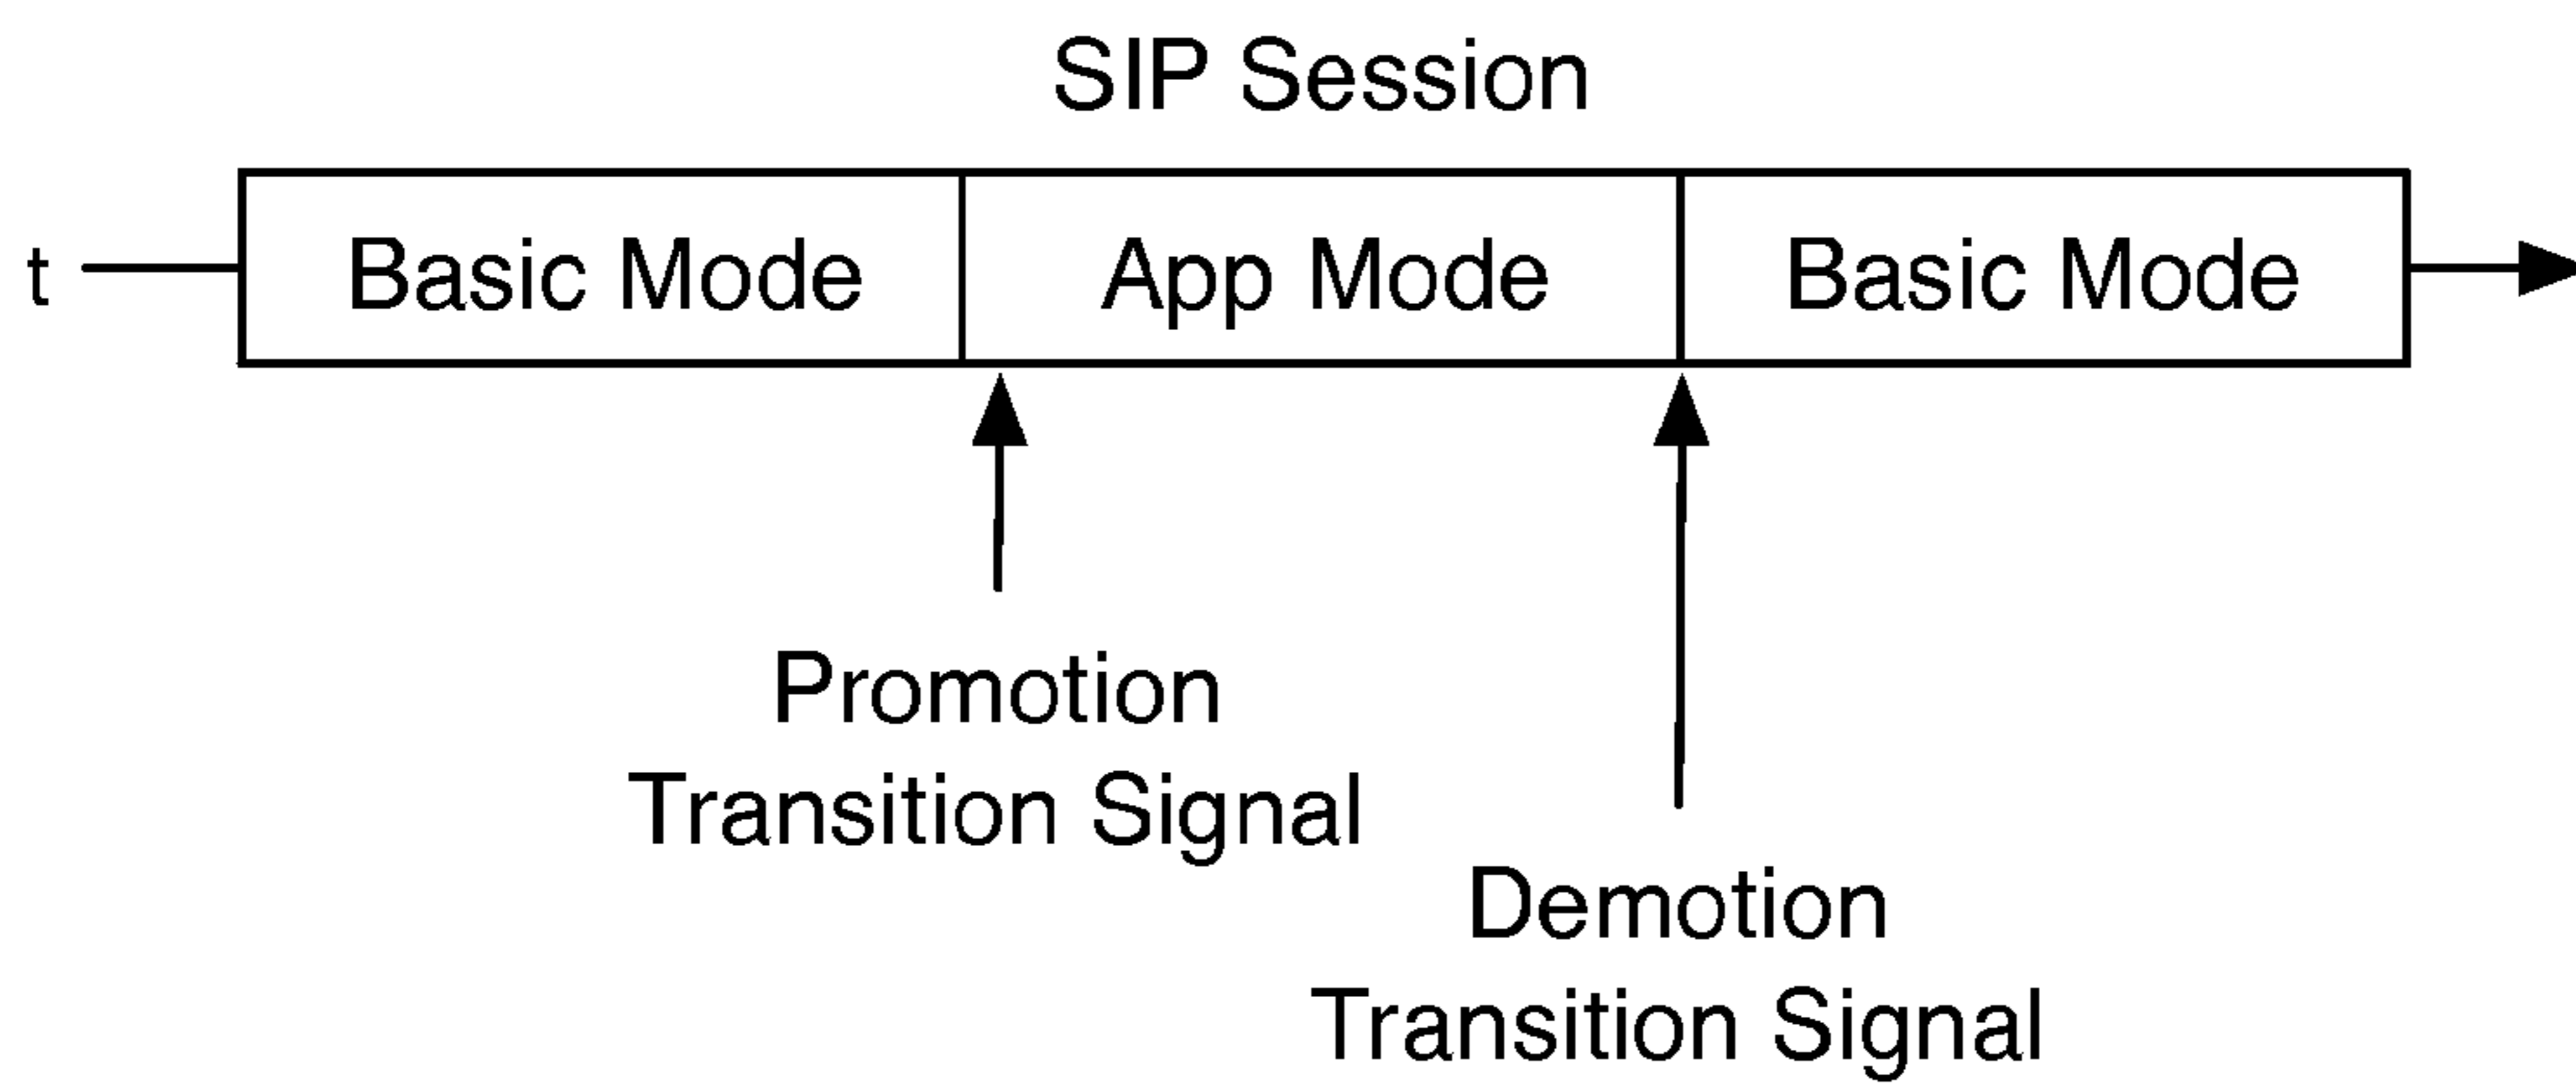 SIP Session
t
Basic Mode
App Mode
Basic Mode
Promotion
Transition Signal
Demotion
Transition Signal